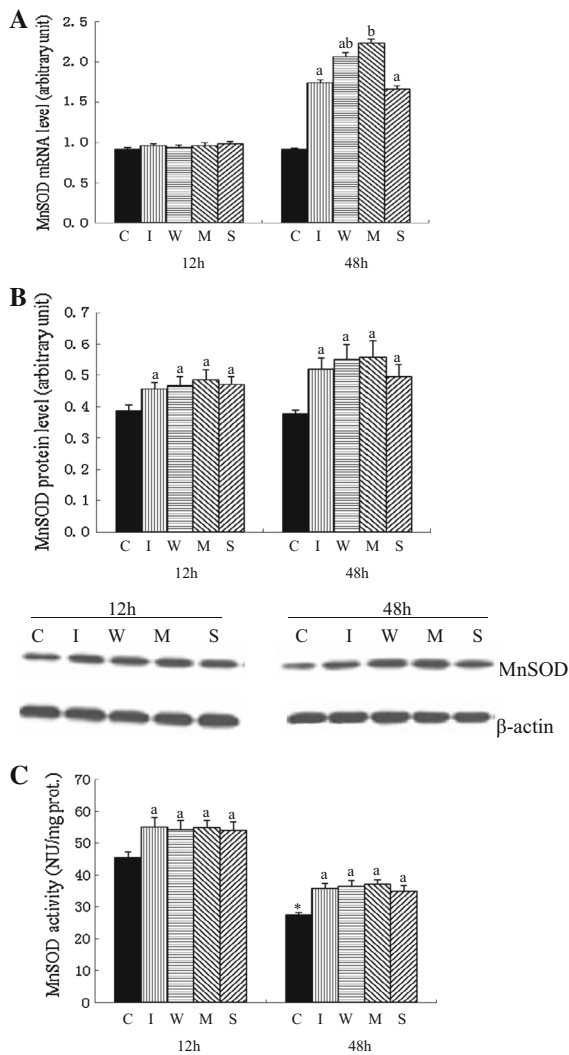 A
MnSOD mRNA level (arbitrary unit)
2.5
2.0
1.5
1.0
0.5
0.0
a ab b a
C I W M S C I W M S
12h 48h
B
MnSOD protein level (arbitrary unit)
0.7
0.6
0.5
0.4
0.3
0.2
0.1
0.0
a a a a a a a a
C I W M S C I W M S
12h 48h
12h 48h
C I W M S C I W M S
MnSOD
β-actin
C
MnSOD activity (NU/mg prot.)
70
60
50
40
30
20
10
0
a a a a * a a a a
C I W M S C I W M S
12h 48h